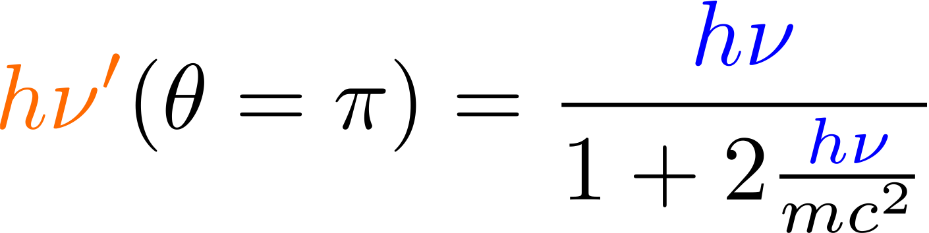 hν′(θ = π) = hν / (1 + 2 hν/mc²)